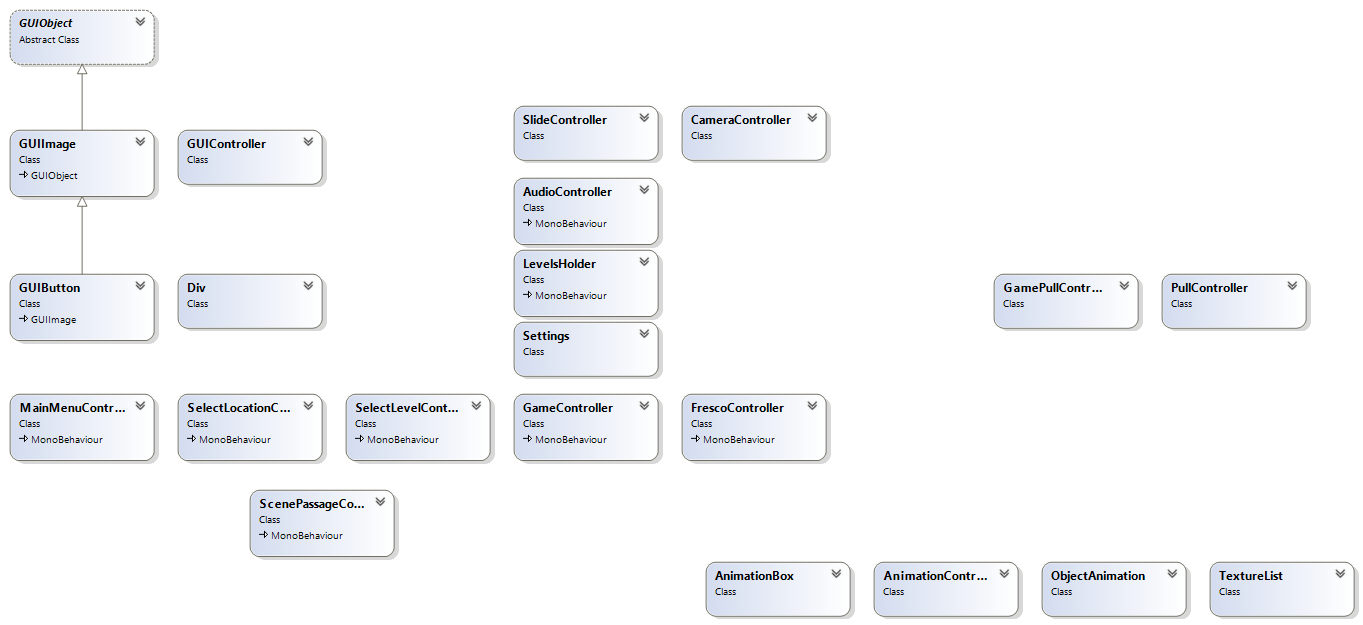 GUIObject
Abstract Class
GUIImage
Class
GUIObject
GUIController
Class
SlideController
Class
CameraController
Class
AudioController
Class
MonoBehaviour
LevelsHolder
Class
MonoBehaviour
GUIButton
Class
GUIImage
Div
Class
Settings
Class
GamePullContr...
Class
PullController
Class
MainMenuContr...
Class
MonoBehaviour
SelectLocationC...
Class
MonoBehaviour
SelectLevelCont...
Class
MonoBehaviour
GameController
Class
MonoBehaviour
FrescoController
Class
MonoBehaviour
ScenePassageCo...
Class
MonoBehaviour
AnimationBox
Class
AnimationContr...
Class
ObjectAnimation
Class
TextureList
Class